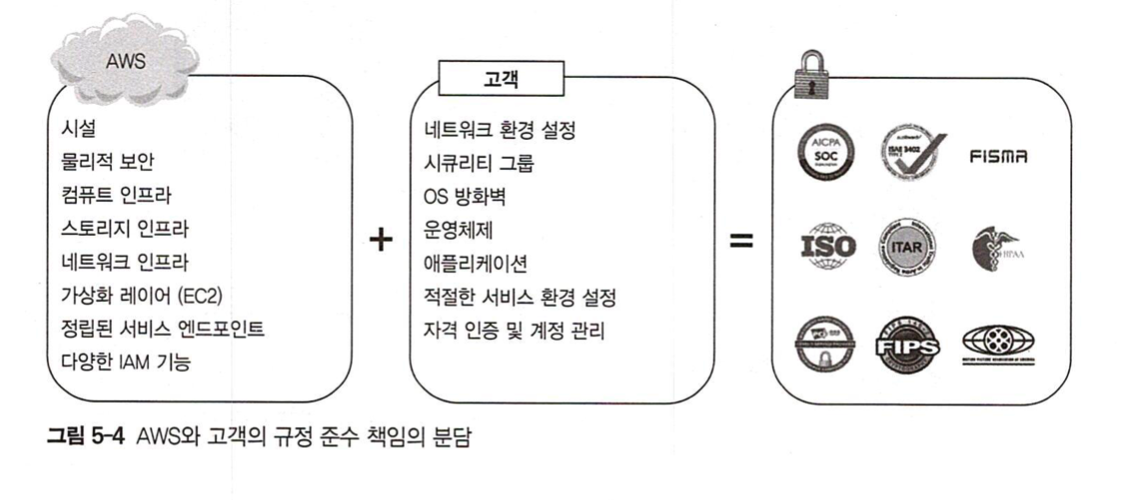 AWS
시설
물리적 보안
컴퓨트 인프라
스토리지 인프라
네트워크 인프라
가상화 레이어 (EC2)
정립된 서비스 엔드포인트
다양한 IAM 기능
+
고객
네트워크 환경 설정
시큐리티 그룹
OS 방화벽
운영체제
애플리케이션
적절한 서비스 환경 설정
자격 인증 및 계정 관리
=
AICPA
SOC
ISAE 3402
FISMA
ISO
ITAR
HIPAA
FIPS
그림 5-4 AWS와 고객의 규정 준수 책임의 분담